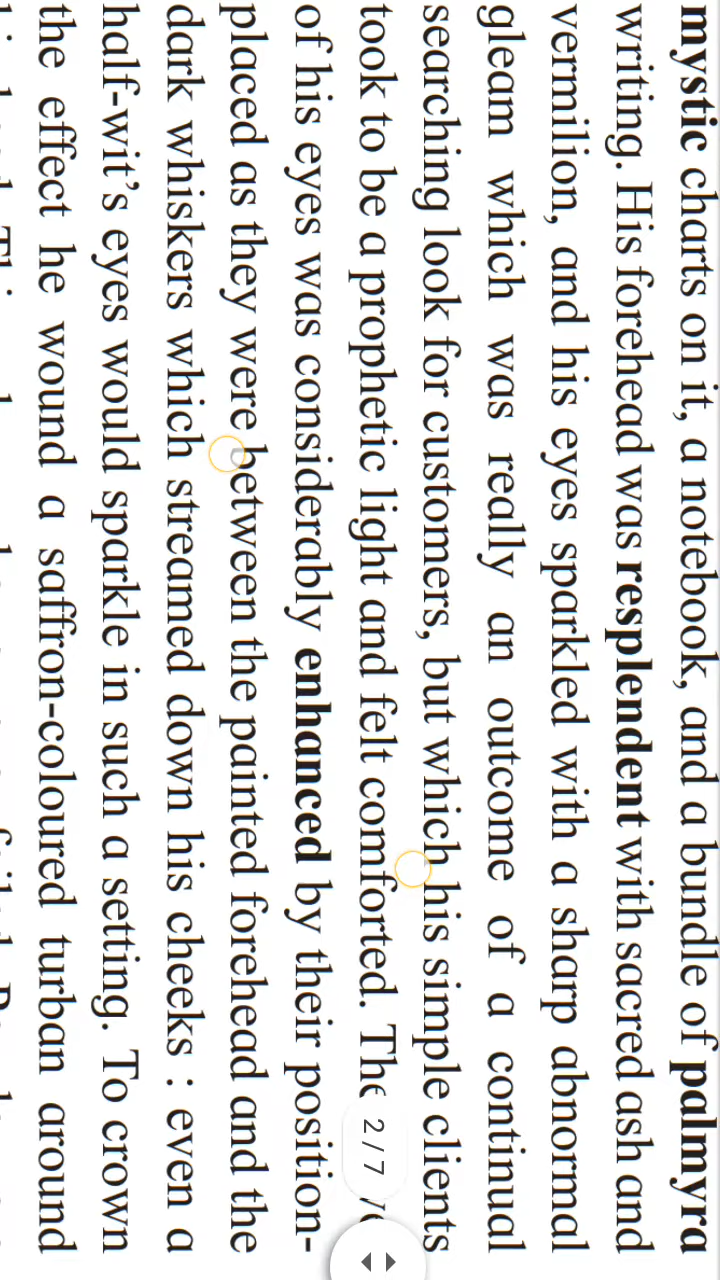 mystic charts on it, a notebook, and a bundle of palmyra
writing. His forehead was resplendent with sacred ash and
vermilion, and his eyes sparkled with a sharp abnormal
gleam which was really an outcome of a continual
searching look for customers, but which his simple clients
took to be a prophetic light and felt comforted. The
of his eyes was considerably enhanced by their position-
placed as they were between the painted forehead and the
dark whiskers which streamed down his cheeks : even a
half-wit's eyes would sparkle in such a setting. To crown
the effect he wound a saffron-coloured turban around
2/7